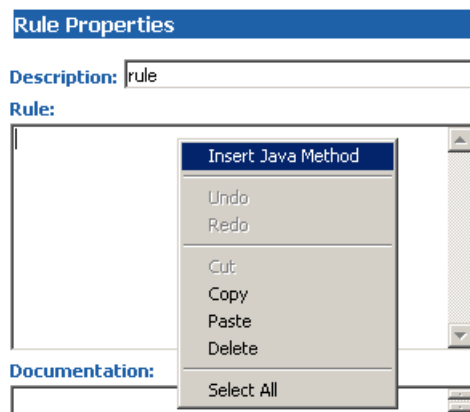 Rule Properties
Description: rule
Rule:
Insert Java Method
Undo
Redo
Cut
Copy
Paste
Delete
Select All
Documentation: